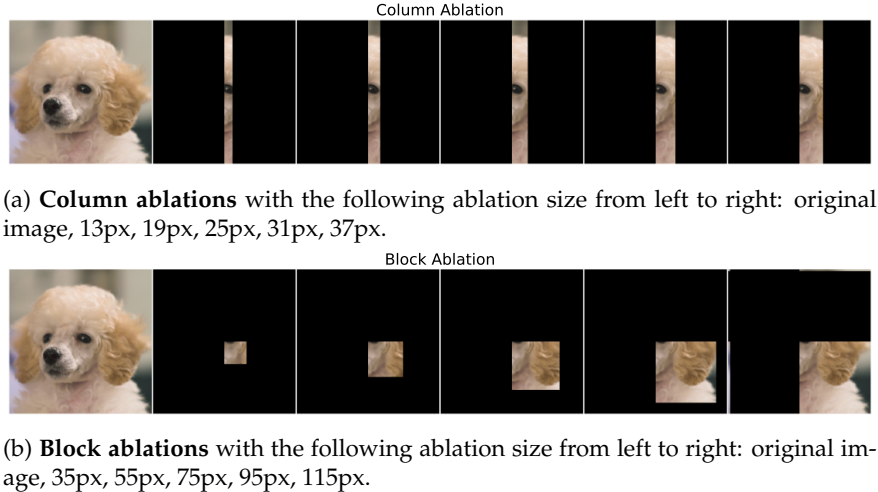 Column Ablation
(a) Column ablations with the following ablation size from left to right: original
image, 13px, 19px, 25px, 31px, 37px.
Block Ablation
(b) Block ablations with the following ablation size from left to right: original im-
age, 35px, 55px, 75px, 95px, 115px.